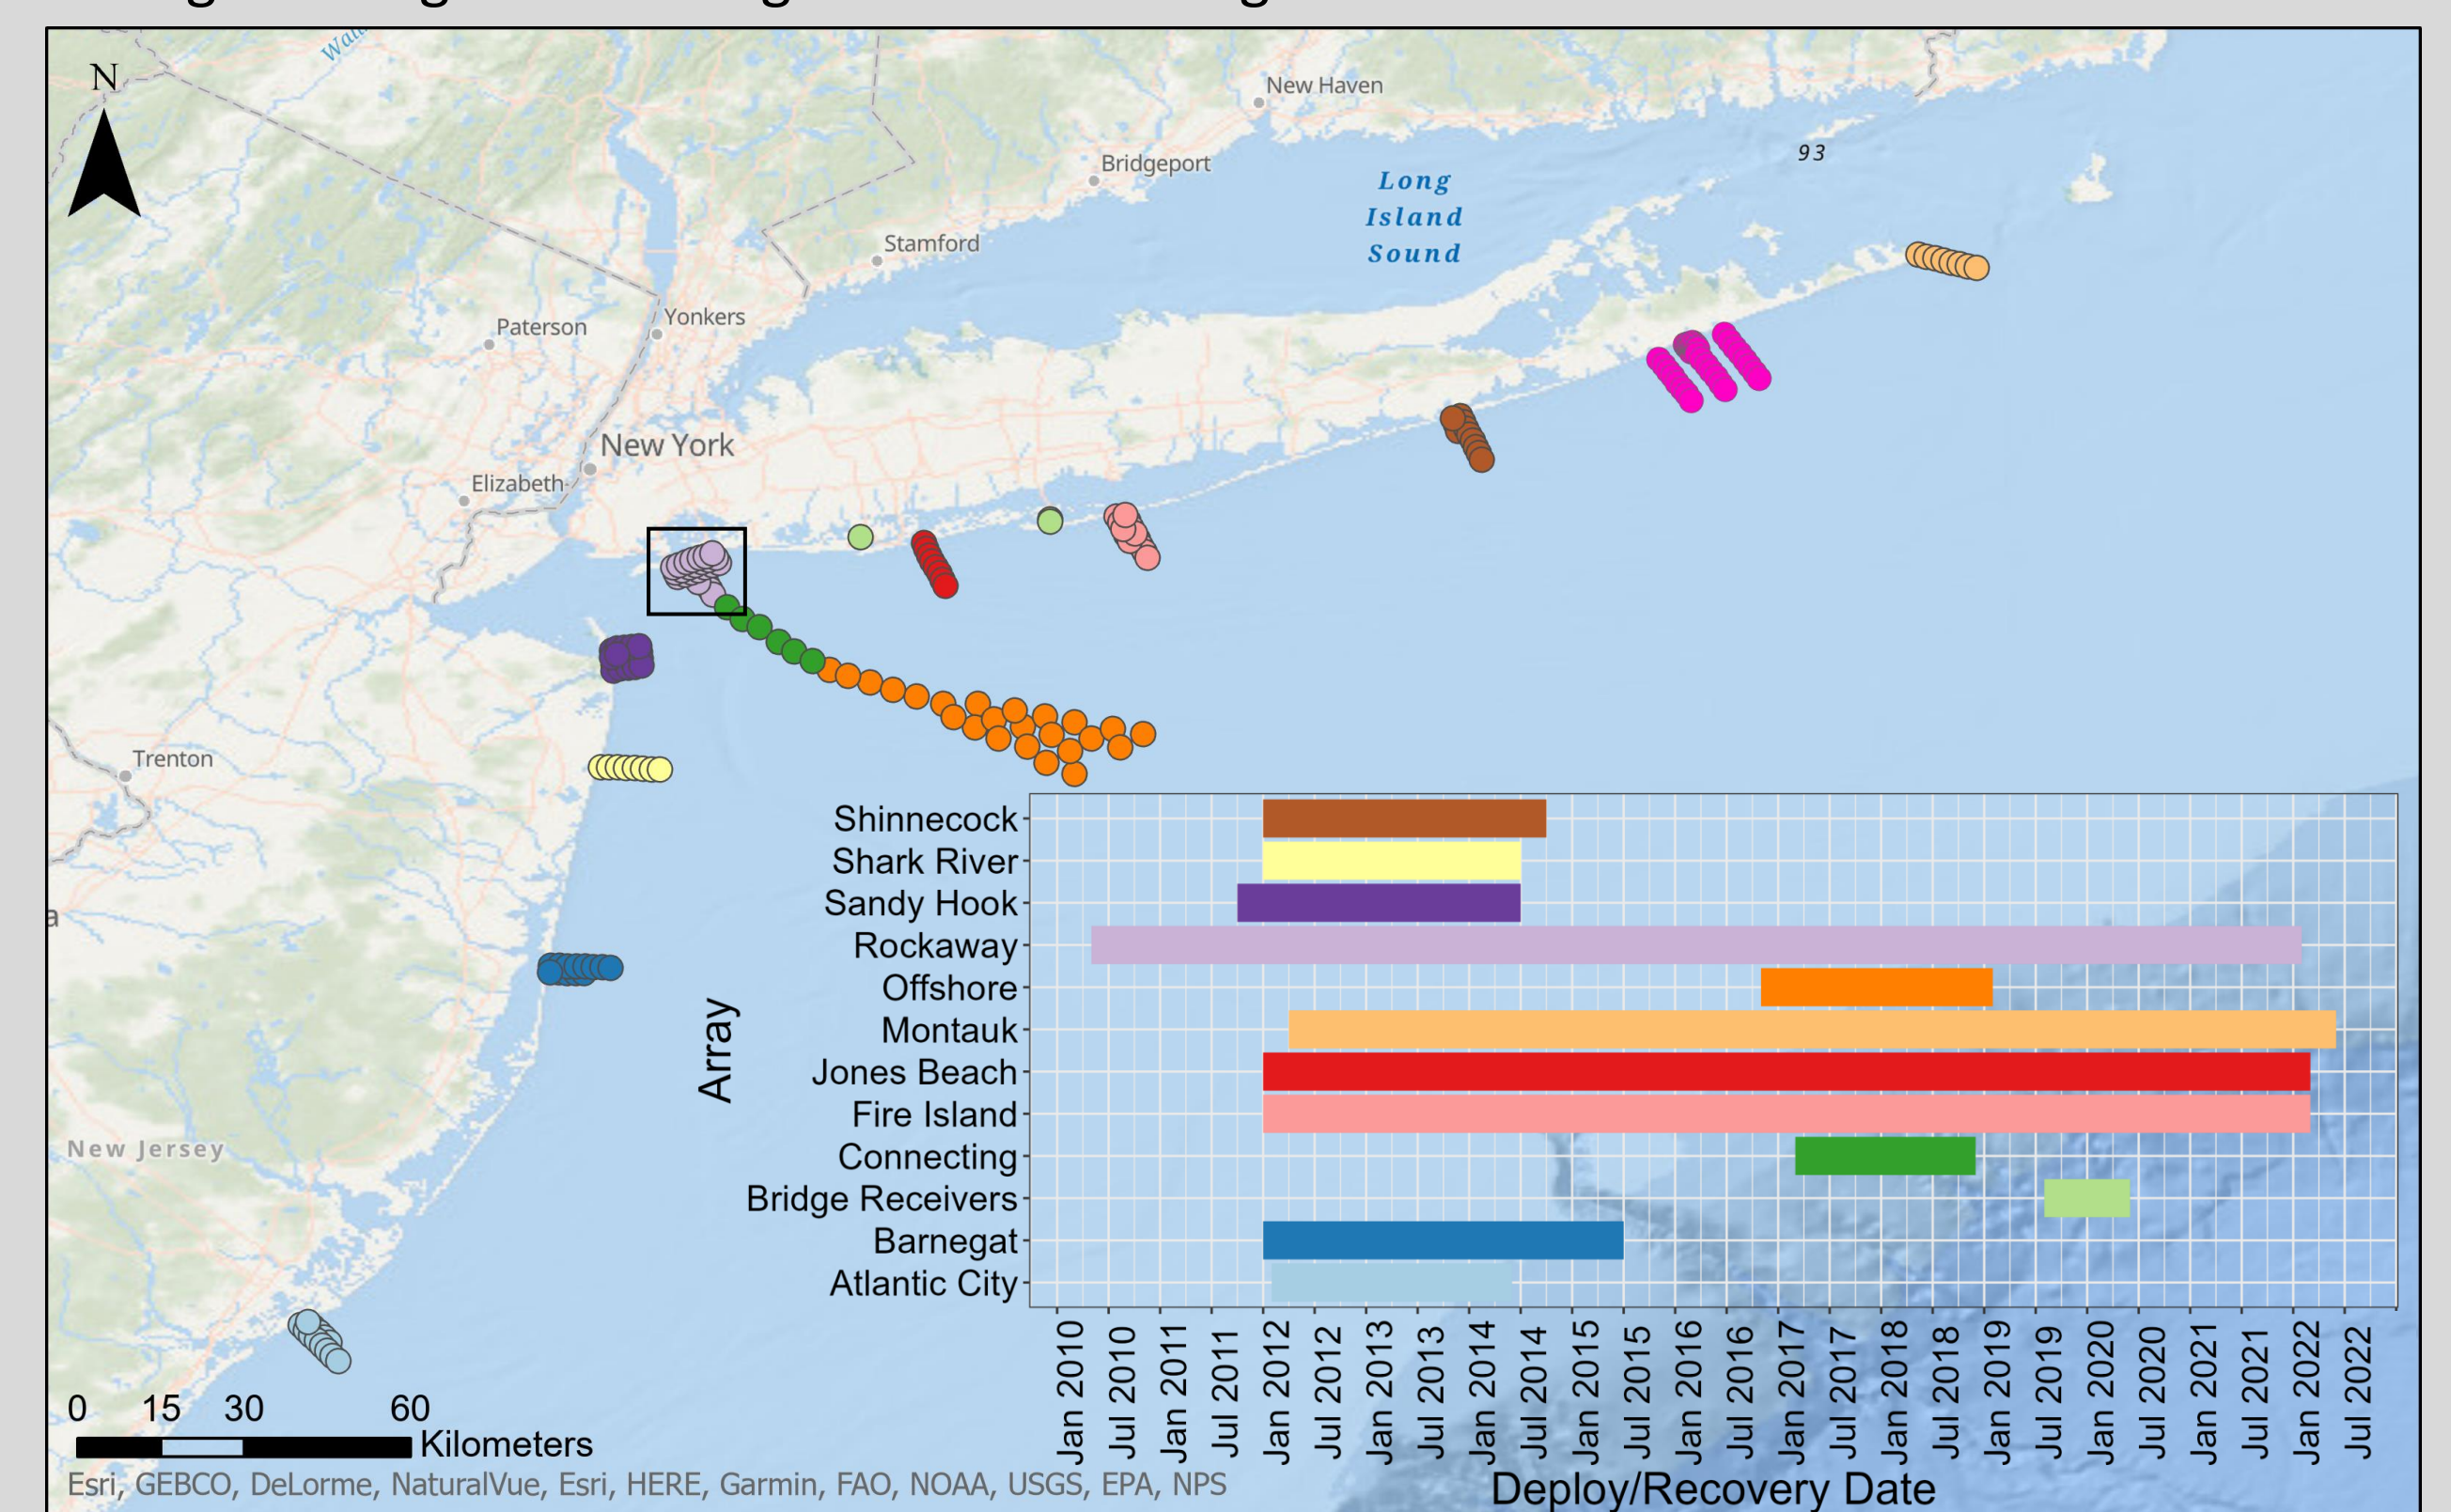 N
New Haven
Bridgeport
93
Long
Island
Sound
Stamford
Yonkers
Paterson
New York
Elizabeth
Trenton
a
New Jersey
Shinnecock
Shark River
Sandy Hook
Rockaway
Offshore
Montauk
Jones Beach
Fire Island
Connecting
Bridge Receivers
Barnegat
Atlantic City
Array
Jan 2010
Jul 2010
Jan 2011
Jul 2011
Jan 2012
Jul 2012
Jan 2013
Jul 2013
Jan 2014
Jul 2014
Jan 2015
Jul 2015
Jan 2016
Jul 2016
Jan 2017
Jul 2017
Jan 2018
Jul 2018
Jan 2019
Jul 2019
Jan 2020
Jul 2020
Jan 2021
Jul 2021
Jan 2022
Jul 2022
Deploy/Recovery Date
0 15 30 60
Kilometers
Esri, GEBCO, DeLorme, NaturalVue, Esri, HERE, Garmin, FAO, NOAA, USGS, EPA, NPS